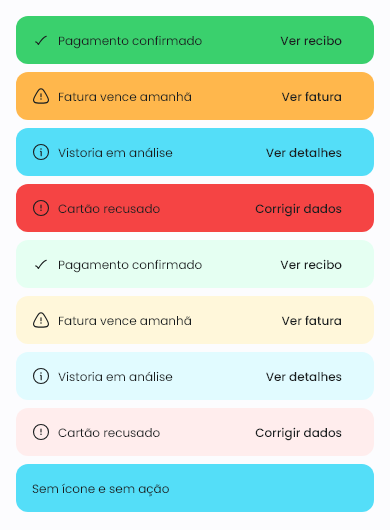 Pagamento confirmado Ver recibo
Fatura vence amanhã Ver fatura
Vistoria em análise Ver detalhes
Cartão recusado Corrigir dados
Pagamento confirmado Ver recibo
Fatura vence amanhã Ver fatura
Vistoria em análise Ver detalhes
Cartão recusado Corrigir dados
Sem ícone e sem ação